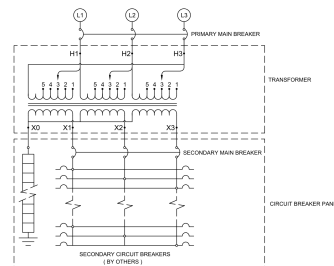 L1 L2 L3
PRIMARY MAIN BREAKER
H1 H2 H3
TRANSFORMER
5 4 3 2 1 5 4 3 2 1 5 4 3 2 1
X0 X1 X2 X3
SECONDARY MAIN BREAKER
CIRCUIT BREAKER PAN
SECONDARY CIRCUIT BREAKERS
( BY OTHERS )